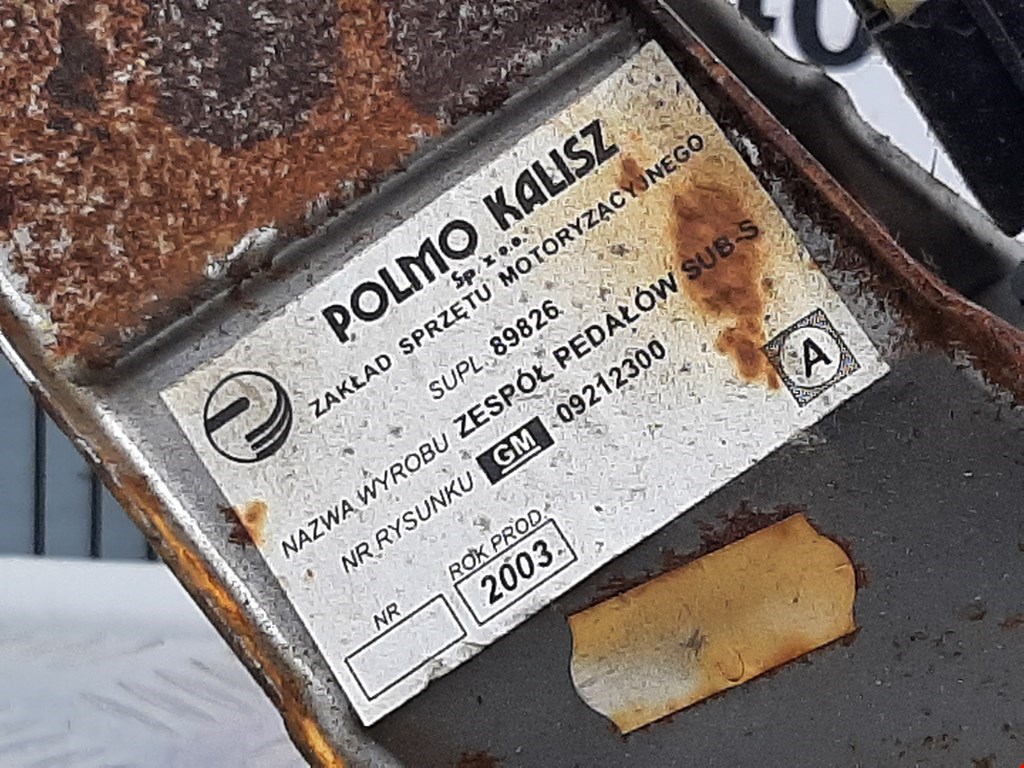 POLMO KALISZ
Sp. z o.o.
ZAKŁAD SPRZĘTU MOTORYZACYJNEGO
SUPL. 89826
NAZWA WYROBU ZESPÓŁ PEDAŁÓW SUB-S
NR RYSUNKU GM 09212300
A
NR
ROK PROD.
2003